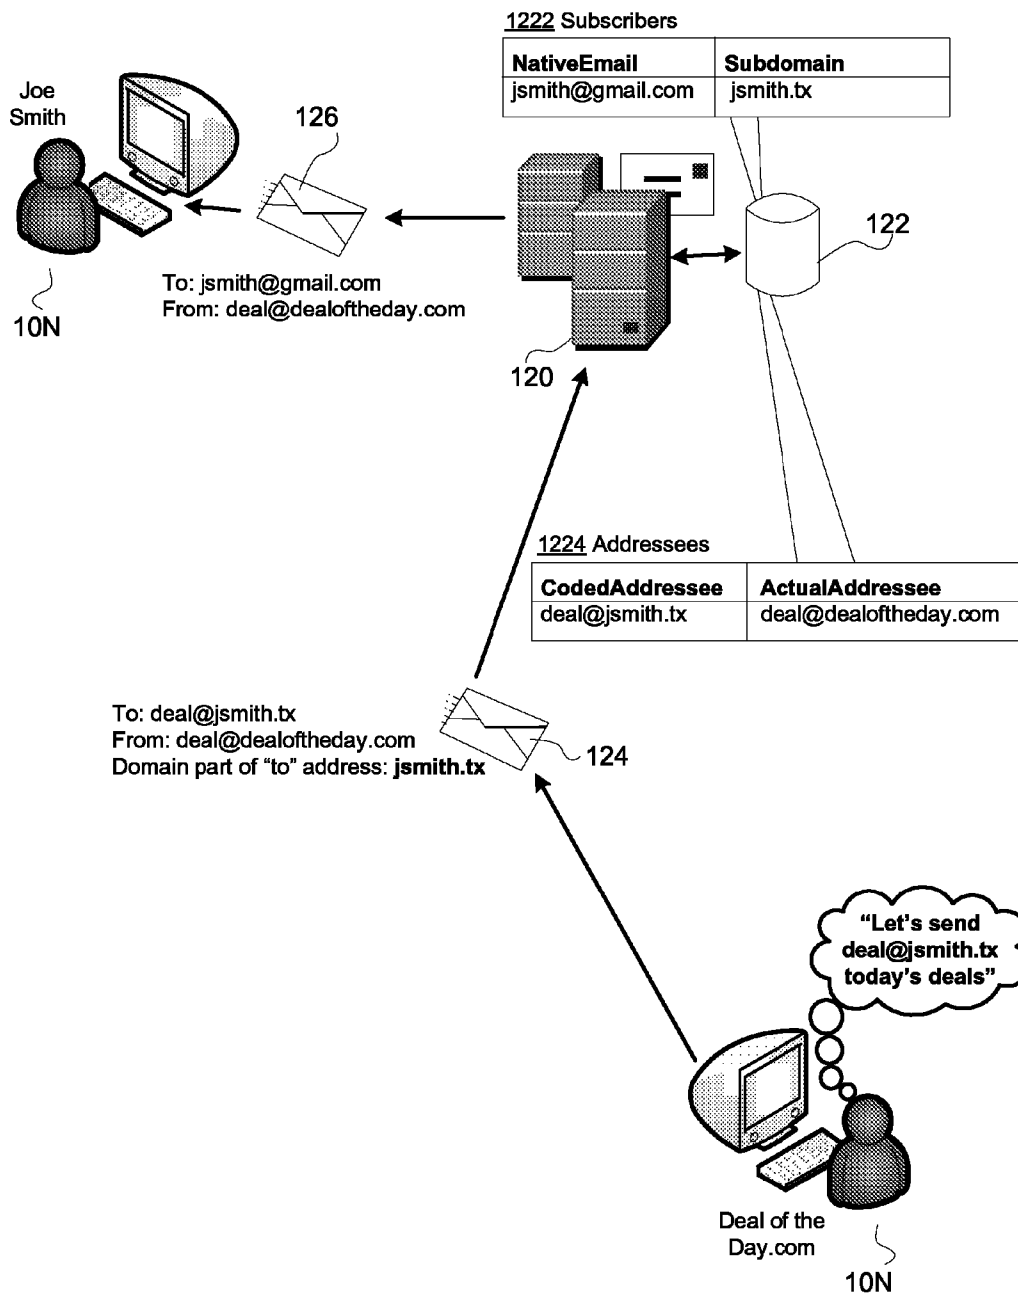 1222 Subscribers
NativeEmail Subdomain
jsmith@gmail.com jsmith.tx
Joe
Smith
126
122
To: jsmith@gmail.com
From: deal@dealoftheday.com
10N
120
1224 Addressees
CodedAddressee ActualAddressee
deal@jsmith.tx deal@dealoftheday.com
To: deal@jsmith.tx
From: deal@dealoftheday.com
Domain part of “to” address: jsmith.tx
124
“Let’s send
deal@jsmith.tx
today’s deals”
Deal of the
Day.com
10N